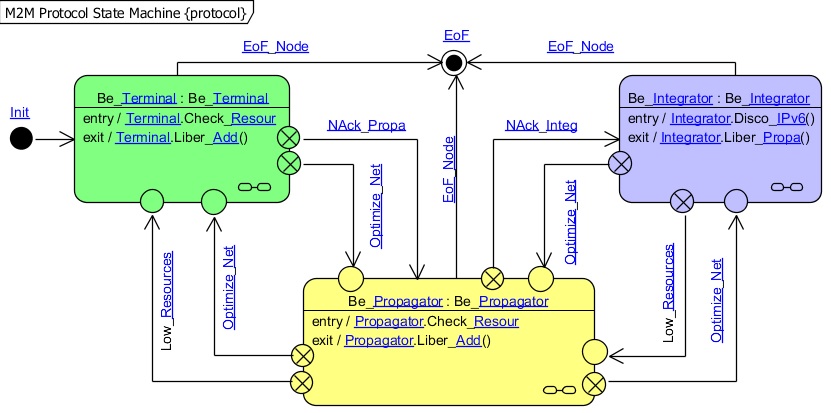 M2M Protocol State Machine {protocol}
EoF
EoF_Node
EoF_Node
Init
Be_Terminal : Be_Terminal
entry / Terminal.Check_Resour
exit / Terminal.Liber_Add()
NAck_Propa
EoF_Node
NAck_Integ
Be_Integrator : Be_Integrator
entry / Integrator.Disco_IPv6()
exit / Integrator.Liber_Propa()
Optimize_Net
Optimize_Net
Low_Resources
Optimize_Net
Low_Resources
Optimize_Net
Be_Propagator : Be_Propagator
entry / Propagator.Check_Resour
exit / Propagator.Liber_Add()